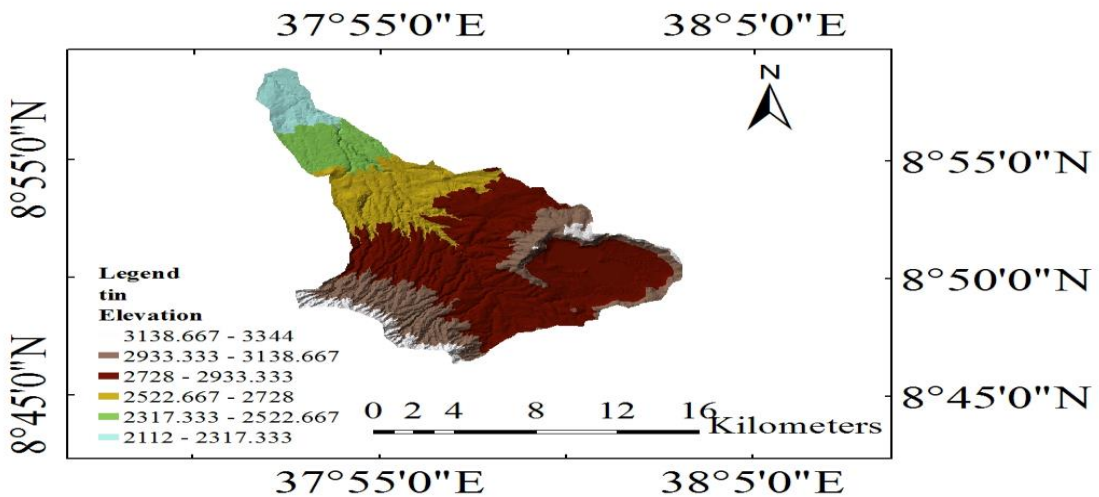 37°55'0"E 38°5'0"E
N
8°55'0"N 8°55'0"N
8°50'0"N
8°45'0"N 8°45'0"N
Legend
tin
Elevation
3138.667 - 3344
2933.333 - 3138.667
2728 - 2933.333
2522.667 - 2728
2317.333 - 2522.667
2112 - 2317.333
0 2 4 8 12 16
Kilometers
37°55'0"E 38°5'0"E